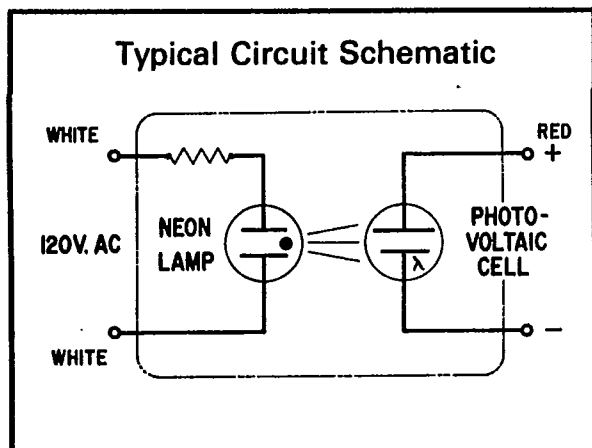 Typical Circuit Schematic
WHITE
RED
+
120V. AC
NEON
LAMP
PHOTO-
VOLTAIC
CELL
λ
WHITE
−